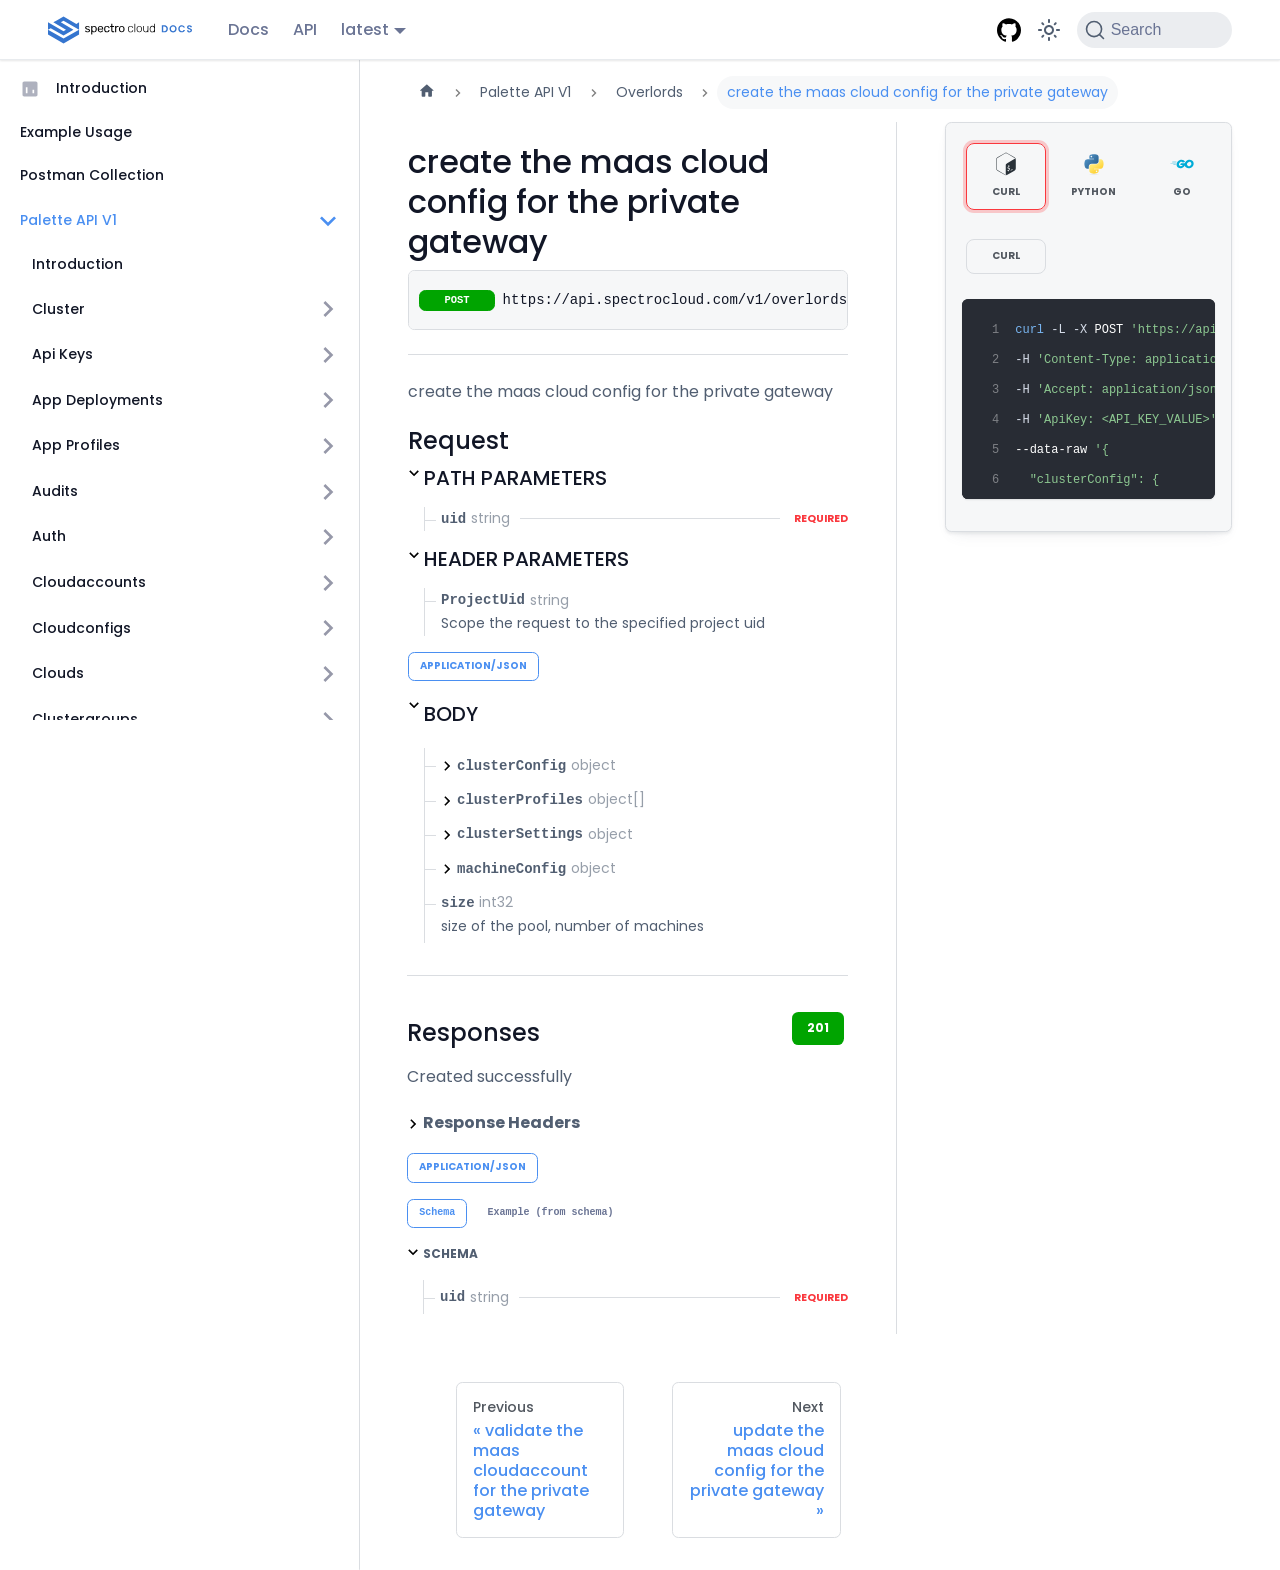 spectro cloud DOCS
Docs
API
latest
Search
Introduction
Example Usage
Postman Collection
Palette API V1
Introduction
Cluster
Api Keys
App Deployments
App Profiles
Audits
Auth
Cloudaccounts
Cloudconfigs
Clouds
Clustergroups
Palette API V1
Overlords
create the maas cloud config for the private gateway
create the maas cloud
config for the private
gateway
POST https://api.spectrocloud.com/v1/overlords
create the maas cloud config for the private gateway
Request
PATH PARAMETERS
uid string REQUIRED
HEADER PARAMETERS
ProjectUid string
Scope the request to the specified project uid
APPLICATION/JSON
BODY
clusterConfig object
clusterProfiles object[]
clusterSettings object
machineConfig object
size int32
size of the pool, number of machines
Responses
201
Created successfully
Response Headers
APPLICATION/JSON
Schema Example (from schema)
SCHEMA
uid string REQUIRED
Previous
« validate the
maas
cloudaccount
for the private
gateway
Next
update the
maas cloud
config for the
private gateway
»
CURL PYTHON GO
CURL
1 curl -L -X POST 'https://api
2 -H 'Content-Type: applicatio
3 -H 'Accept: application/json
4 -H 'ApiKey: <API_KEY_VALUE>'
5 --data-raw '{
6 "clusterConfig": {